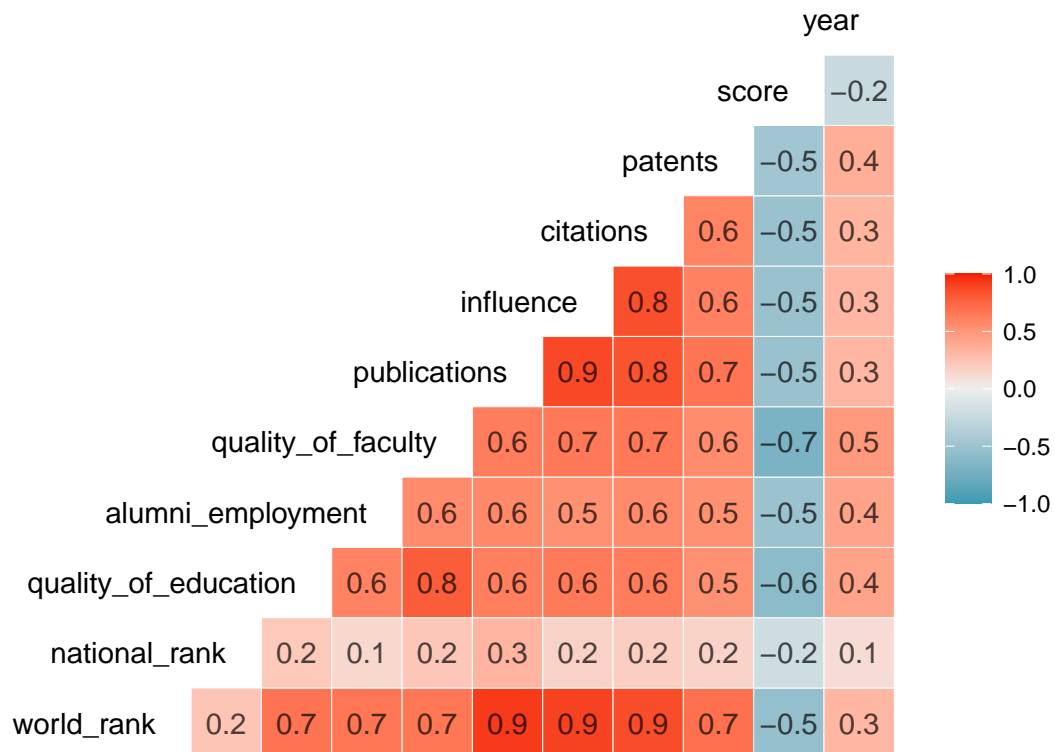 year
score −0.2
patents −0.5 0.4
citations 0.6 −0.5 0.3
influence 0.8 0.6 −0.5 0.3
publications 0.9 0.8 0.7 −0.5 0.3
quality_of_faculty 0.6 0.7 0.7 0.6 −0.7 0.5
alumni_employment 0.6 0.6 0.5 0.6 0.5 −0.5 0.4
quality_of_education 0.6 0.8 0.6 0.6 0.6 0.5 −0.6 0.4
national_rank 0.2 0.1 0.2 0.3 0.2 0.2 0.2 −0.2 0.1
world_rank 0.2 0.7 0.7 0.7 0.9 0.9 0.9 0.7 −0.5 0.3
1.0
0.5
0.0
−0.5
−1.0